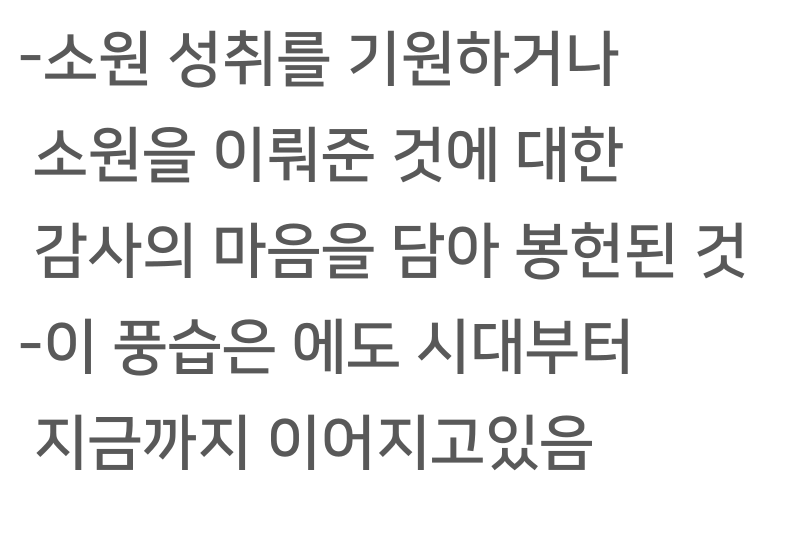 -소원 성취를 기원하거나
소원을 이뤄준 것에 대한
감사의 마음을 담아 봉헌된 것
-이 풍습은 에도 시대부터
지금까지 이어지고있음